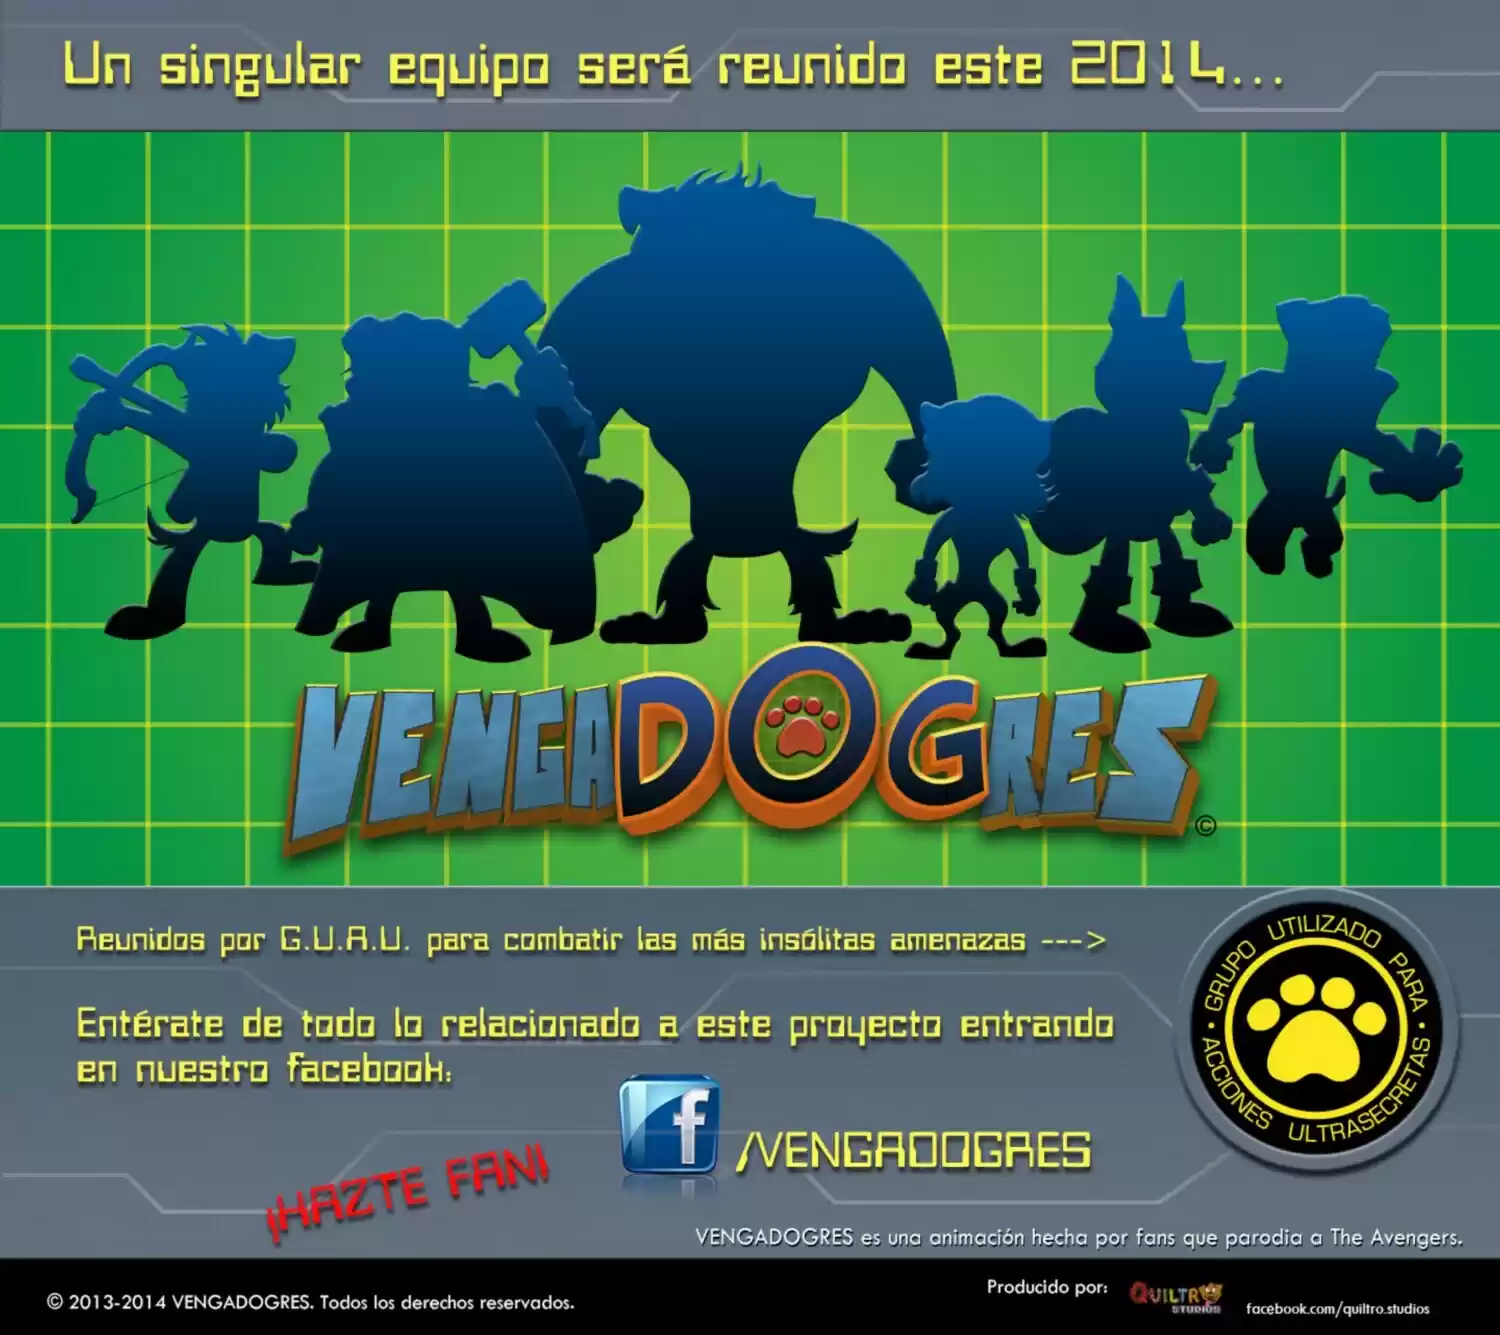 Un singular equipo será reunido este 2014...
VENGADOGRES
©
Reunidos por G.U.A.U. para combatir las más insólitas amenazas --->
GRUPO UTILIZADO PARA
• ACCIONES ULTRASECRETAS •
Entérate de todo lo relacionado a este proyecto entrando
en nuestro facebook:
f /VENGADOGRES
¡HAZTE FAN!
VENGADOGRES es una animación hecha por fans que parodia a The Avengers.
© 2013-2014 VENGADOGRES. Todos los derechos reservados.
Producido por: QUILTRO
STUDIOS
facebook.com/quiltro.studios